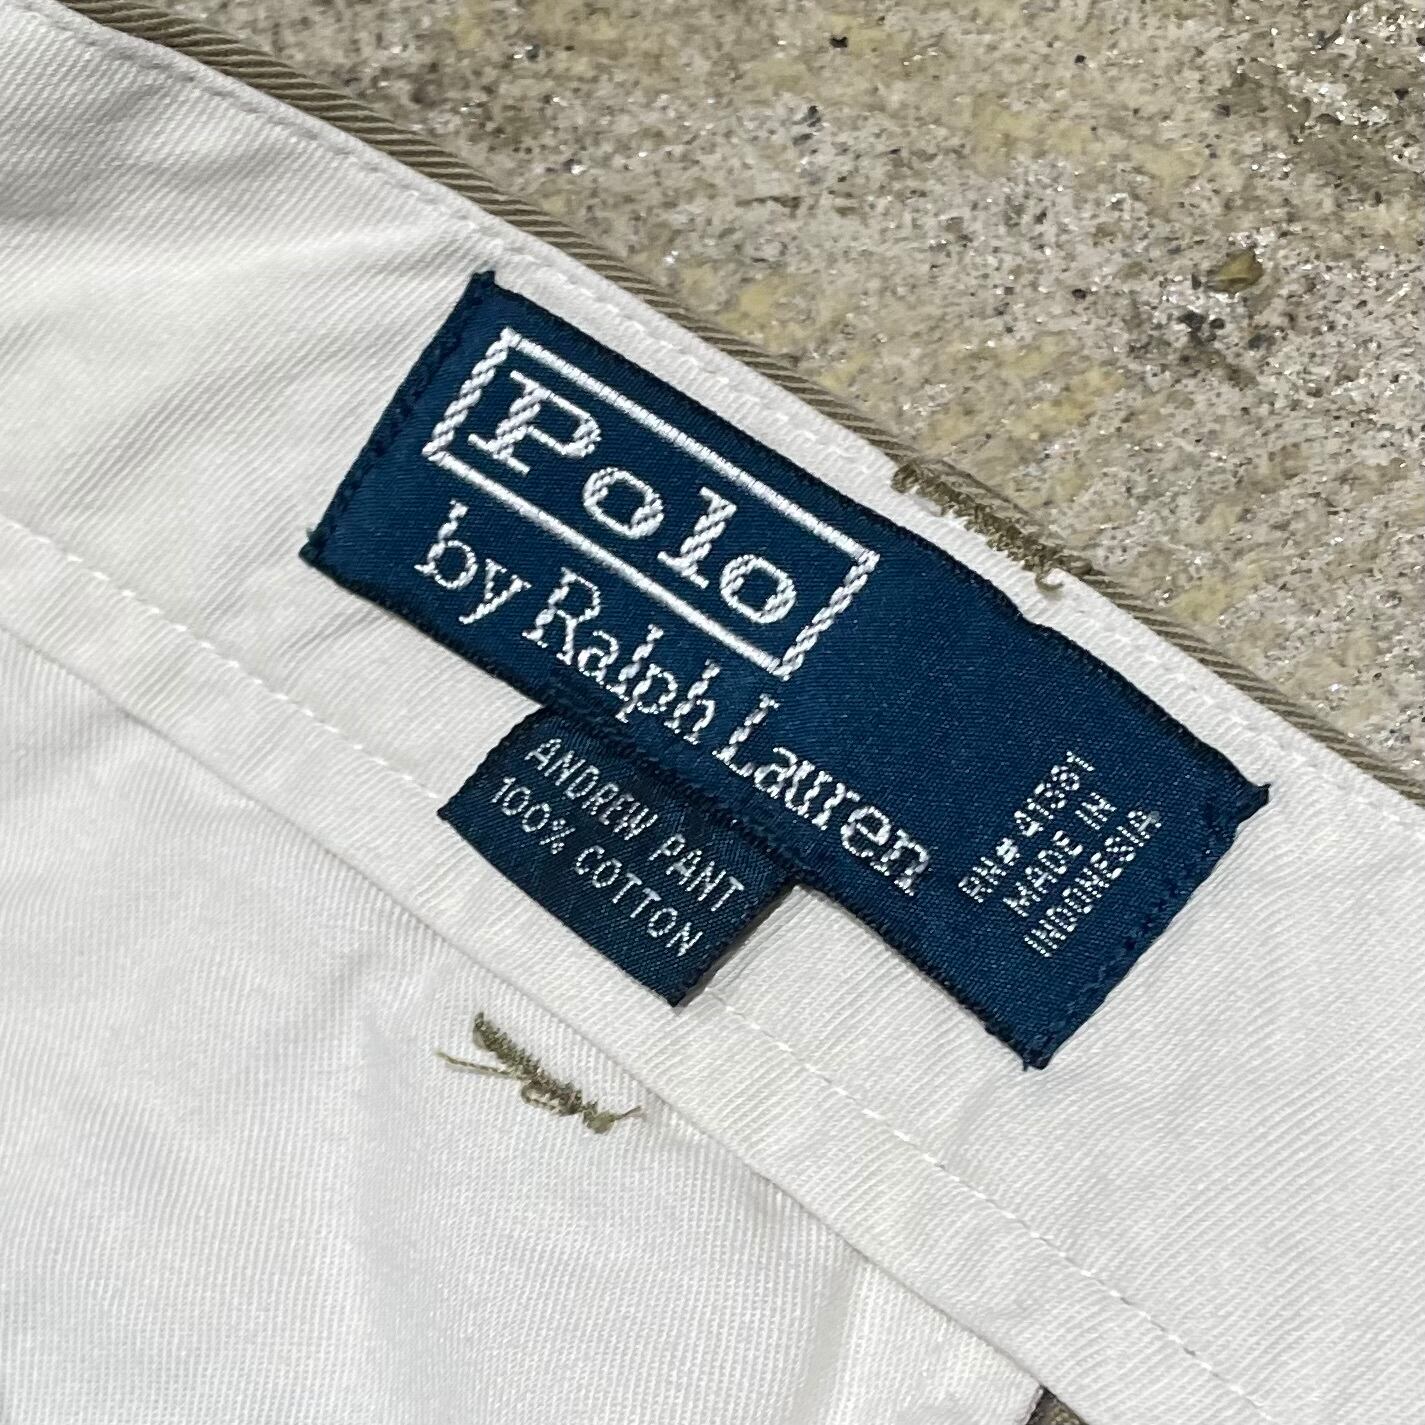 Polo
by Ralph Lauren
RN# 41381
MADE IN
INDONESIA
ANDREW PANT
100% COTTON